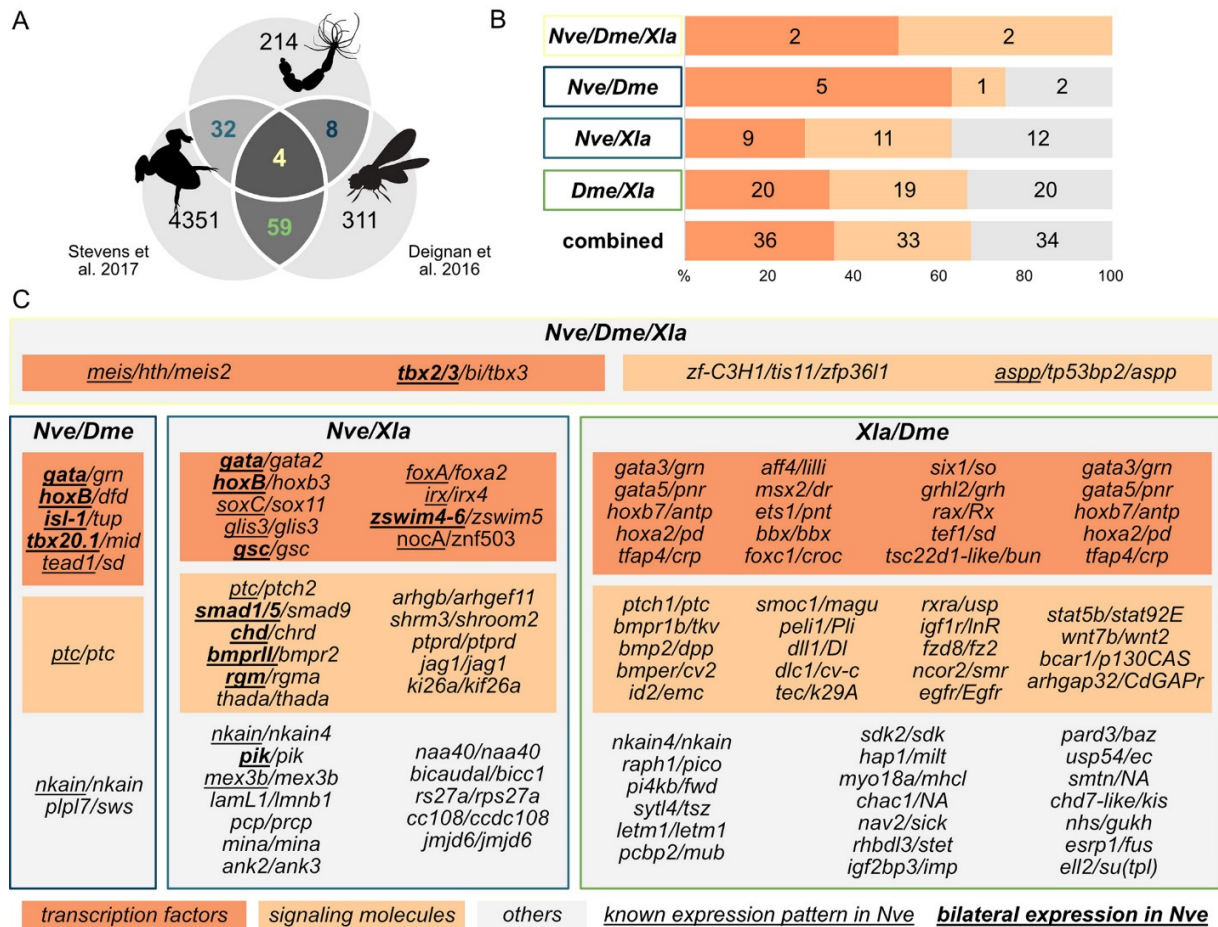 A
214
32
8
4
4351
59
311
Stevens et
al. 2017
Deignan et
al. 2016
B
Nve/Dme/Xla
2
2
Nve/Dme
5
1
2
Nve/Xla
9
11
12
Dme/Xla
20
19
20
combined
36
33
34
%
20
40
60
80
100
C
Nve/Dme/Xla
meis/hth/meis2
tbx2/3/bi/tbx3
zf-C3H1/tis11/zfp36l1
aspp/tp53bp2/aspp
Nve/Dme
gata/grn
hoxB/dfd
isl-1/tup
tbx20.1/mid
tead1/sd
ptc/ptc
nkain/nkain
plpl7/sws
Nve/Xla
gata/gata2
hoxB/hoxb3
soxC/sox11
glis3/glis3
gsc/gsc
foxA/foxa2
irx/irx4
zswim4-6/zswim5
nocA/znf503
ptc/ptch2
smad1/5/smad9
chd/chrd
bmprII/bmpr2
rgm/rgma
thada/thada
arhgb/arhgef11
shrm3/shroom2
ptprd/ptprd
jag1/jag1
ki26a/kif26a
nkain/nkain4
pik/pik
mex3b/mex3b
lamL1/lmnb1
pcp/prcp
mina/mina
ank2/ank3
naa40/naa40
bicaudal/bicc1
rs27a/rps27a
cc108/ccdc108
jmjd6/jmjd6
Xla/Dme
gata3/grn
gata5/pnr
hoxb7/antp
hoxa2/pd
tfap4/crp
aff4/lilli
msx2/dr
ets1/pnt
bbx/bbx
foxc1/croc
six1/so
grhl2/grh
rax/Rx
tef1/sd
tsc22d1-like/bun
gata3/grn
gata5/pnr
hoxb7/antp
hoxa2/pd
tfap4/crp
ptch1/ptc
bmpr1b/tkv
bmp2/dpp
bmper/cv2
id2/emc
smoc1/magu
peli1/Pli
dll1/Dl
dlc1/cv-c
tec/k29A
rxra/usp
igf1r/InR
fzd8/fz2
ncor2/smr
egfr/Egfr
stat5b/stat92E
wnt7b/wnt2
bcar1/p130CAS
arhgap32/CdGAPr
nkain4/nkain
raph1/pico
pi4kb/fwd
sytl4/tsz
letm1/letm1
pcbp2/mub
sdk2/sdk
hap1/milt
myo18a/mhcl
chac1/NA
nav2/sick
rhbdl3/stet
igf2bp3/imp
pard3/baz
usp54/ec
smtn/NA
chd7-like/kis
nhs/gukh
esrp1/fus
ell2/su(tpl)
transcription factors
signaling molecules
others
known expression pattern in Nve
bilateral expression in Nve